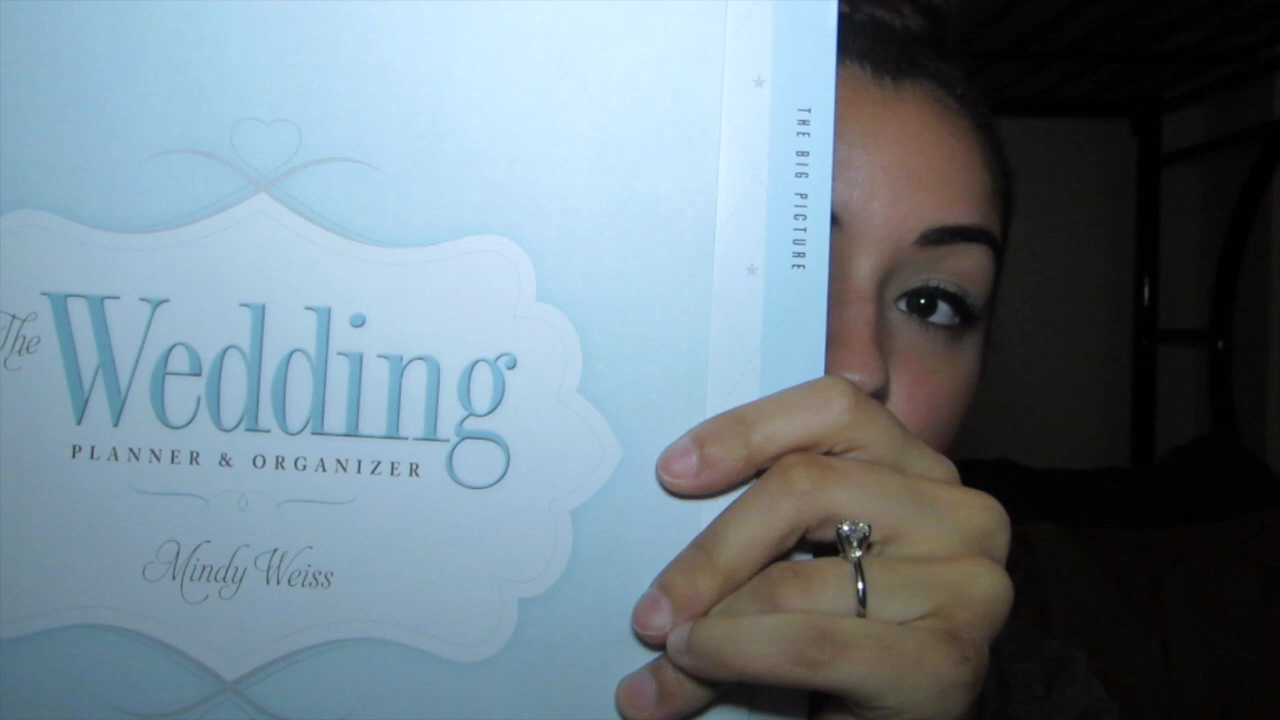 The Wedding
PLANNER & ORGANIZER
Mindy Weiss
THE BIG PICTURE